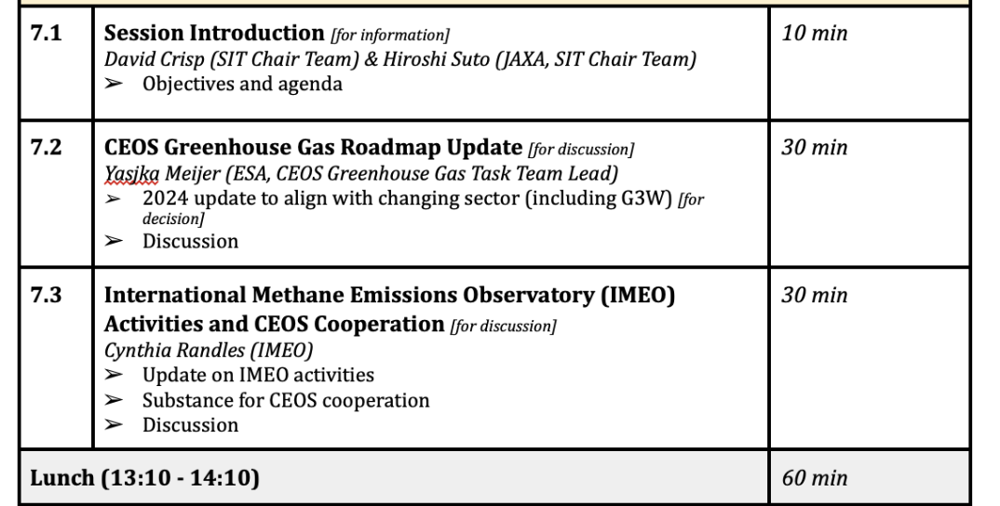 7.1
Session Introduction [for information]
10 min
David Crisp (SIT Chair Team) & Hiroshi Suto (JAXA, SIT Chair Team)
➢ Objectives and agenda
7.2
CEOS Greenhouse Gas Roadmap Update [for discussion]
30 min
Yasjka Meijer (ESA, CEOS Greenhouse Gas Task Team Lead)
➢ 2024 update to align with changing sector (including G3W) [for
decision]
➢ Discussion
7.3
International Methane Emissions Observatory (IMEO)
30 min
Activities and CEOS Cooperation [for discussion]
Cynthia Randles (IMEO)
➢ Update on IMEO activities
➢ Substance for CEOS cooperation
➢ Discussion
Lunch (13:10 - 14:10)
60 min